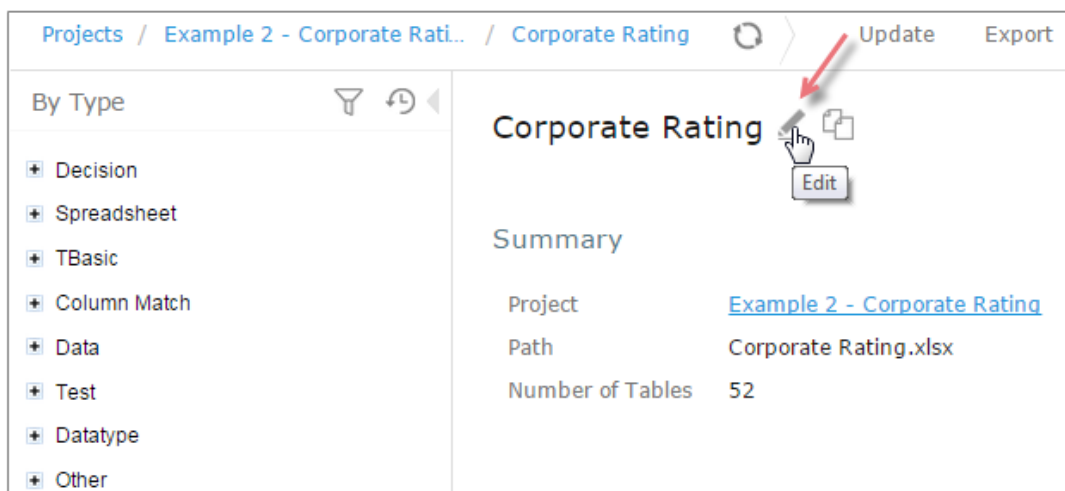 Projects / Example 2 - Corporate Rati... / Corporate Rating Update Export
By Type
Decision
Spreadsheet
TBasic
Column Match
Data
Test
Datatype
Other
Corporate Rating
Edit
Summary
Project Example 2 - Corporate Rating
Path Corporate Rating.xlsx
Number of Tables 52